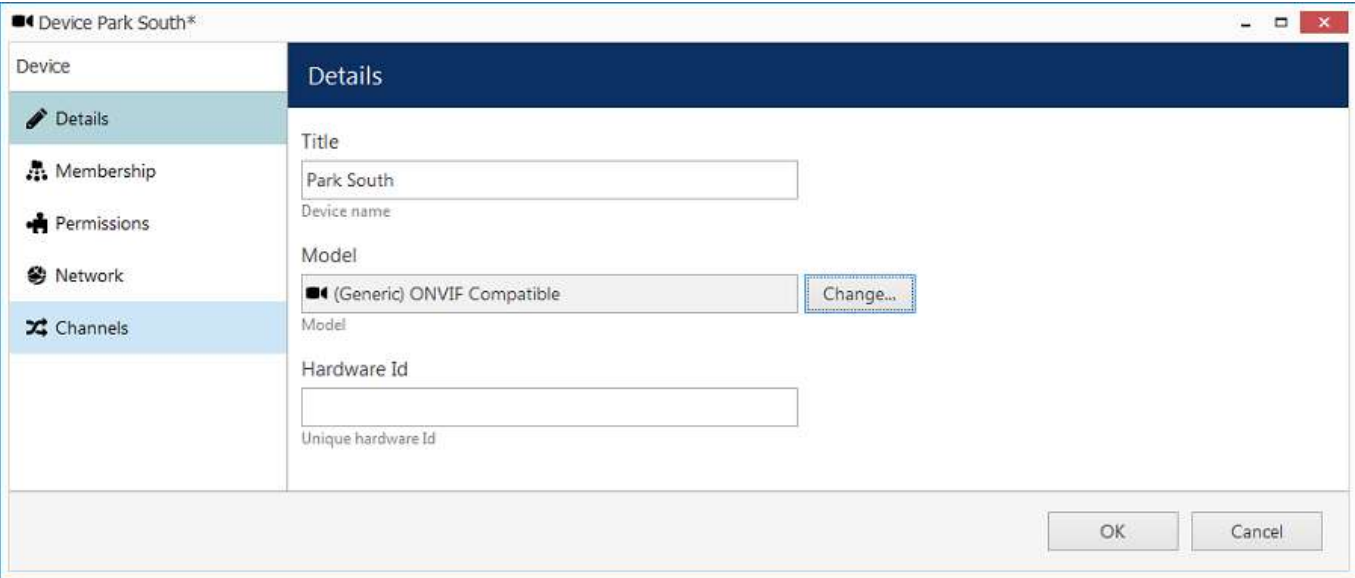 Device Park South*
Device
Details
Membership
Permissions
Network
Channels
Details
Title
Park South
Device name
Model
(Generic) ONVIF Compatible
Change...
Model
Hardware Id
Unique hardware Id
OK
Cancel